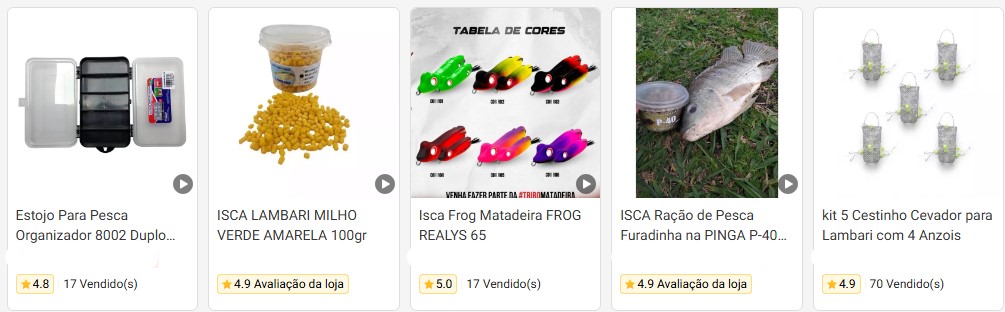 TABELA DE CORES
P-40
VENHA FAZER PARTE DA #TRIBOMATADEIRA
Estojo Para Pesca
Organizador 8002 Duplo...
4.8 17 Vendido(s)
ISCA LAMBARI MILHO
VERDE AMARELA 100gr
4.9 Avaliação da loja
Isca Frog Matadeira FROG
REALYS 65
5.0 17 Vendido(s)
ISCA Ração de Pesca
Furadinha na PINGA P-40...
4.9 Avaliação da loja
kit 5 Cestinho Cevador para
Lambari com 4 Anzois
4.9 70 Vendido(s)